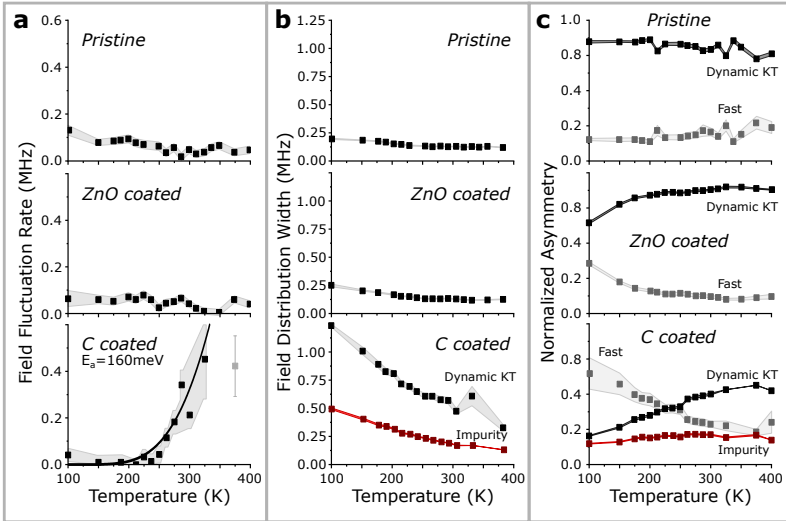 a
Pristine
0.6
0.4
0.2
0.0
ZnO coated
0.4
0.2
0.0
C coated
Eₐ=160meV
0.4
0.2
0.0
Field Fluctuation Rate (MHz)
100 200 300 400
Temperature (K)
b
Pristine
1.25
1.00
0.75
0.50
0.25
0.00
ZnO coated
1.00
0.75
0.50
0.25
0.00
C coated
Dynamic KT
Impurity
1.00
0.75
0.50
0.25
0.00
Field Distribution Width (MHz)
100 200 300 400
Temperature (K)
c
Pristine
1.0
0.8
0.4
0.2
0.0
Dynamic KT
Fast
0.8
0.4
0.2
0.0
Dynamic KT
ZnO coated
Fast
C coated
0.8
0.4
0.2
0.0
Fast
Dynamic KT
Impurity
Normalized Asymmetry
100 200 300 400
Temperature (K)